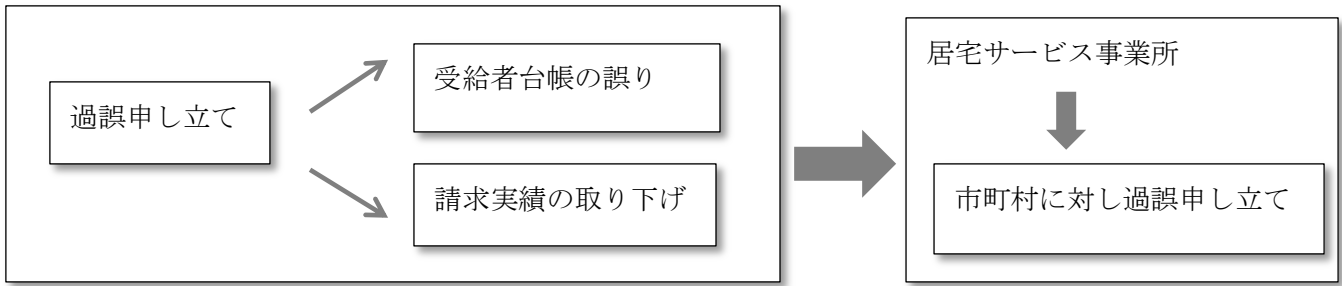 過誤申し立て
受給者台帳の誤り
請求実績の取り下げ
居宅サービス事業所
市町村に対し過誤申し立て